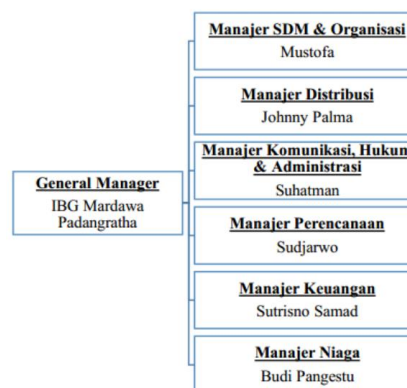 Manajer SDM & Organisasi
Mustofa
Manajer Distribusi
Johnny Palma
Manajer Komunikasi, Hukum
& Administrasi
Suhatman
General Manager
IBG Mardawa
Padangratha
Manajer Perencanaan
Sudjarwo
Manajer Keuangan
Sutrisno Samad
Manajer Niaga
Budi Pangestu